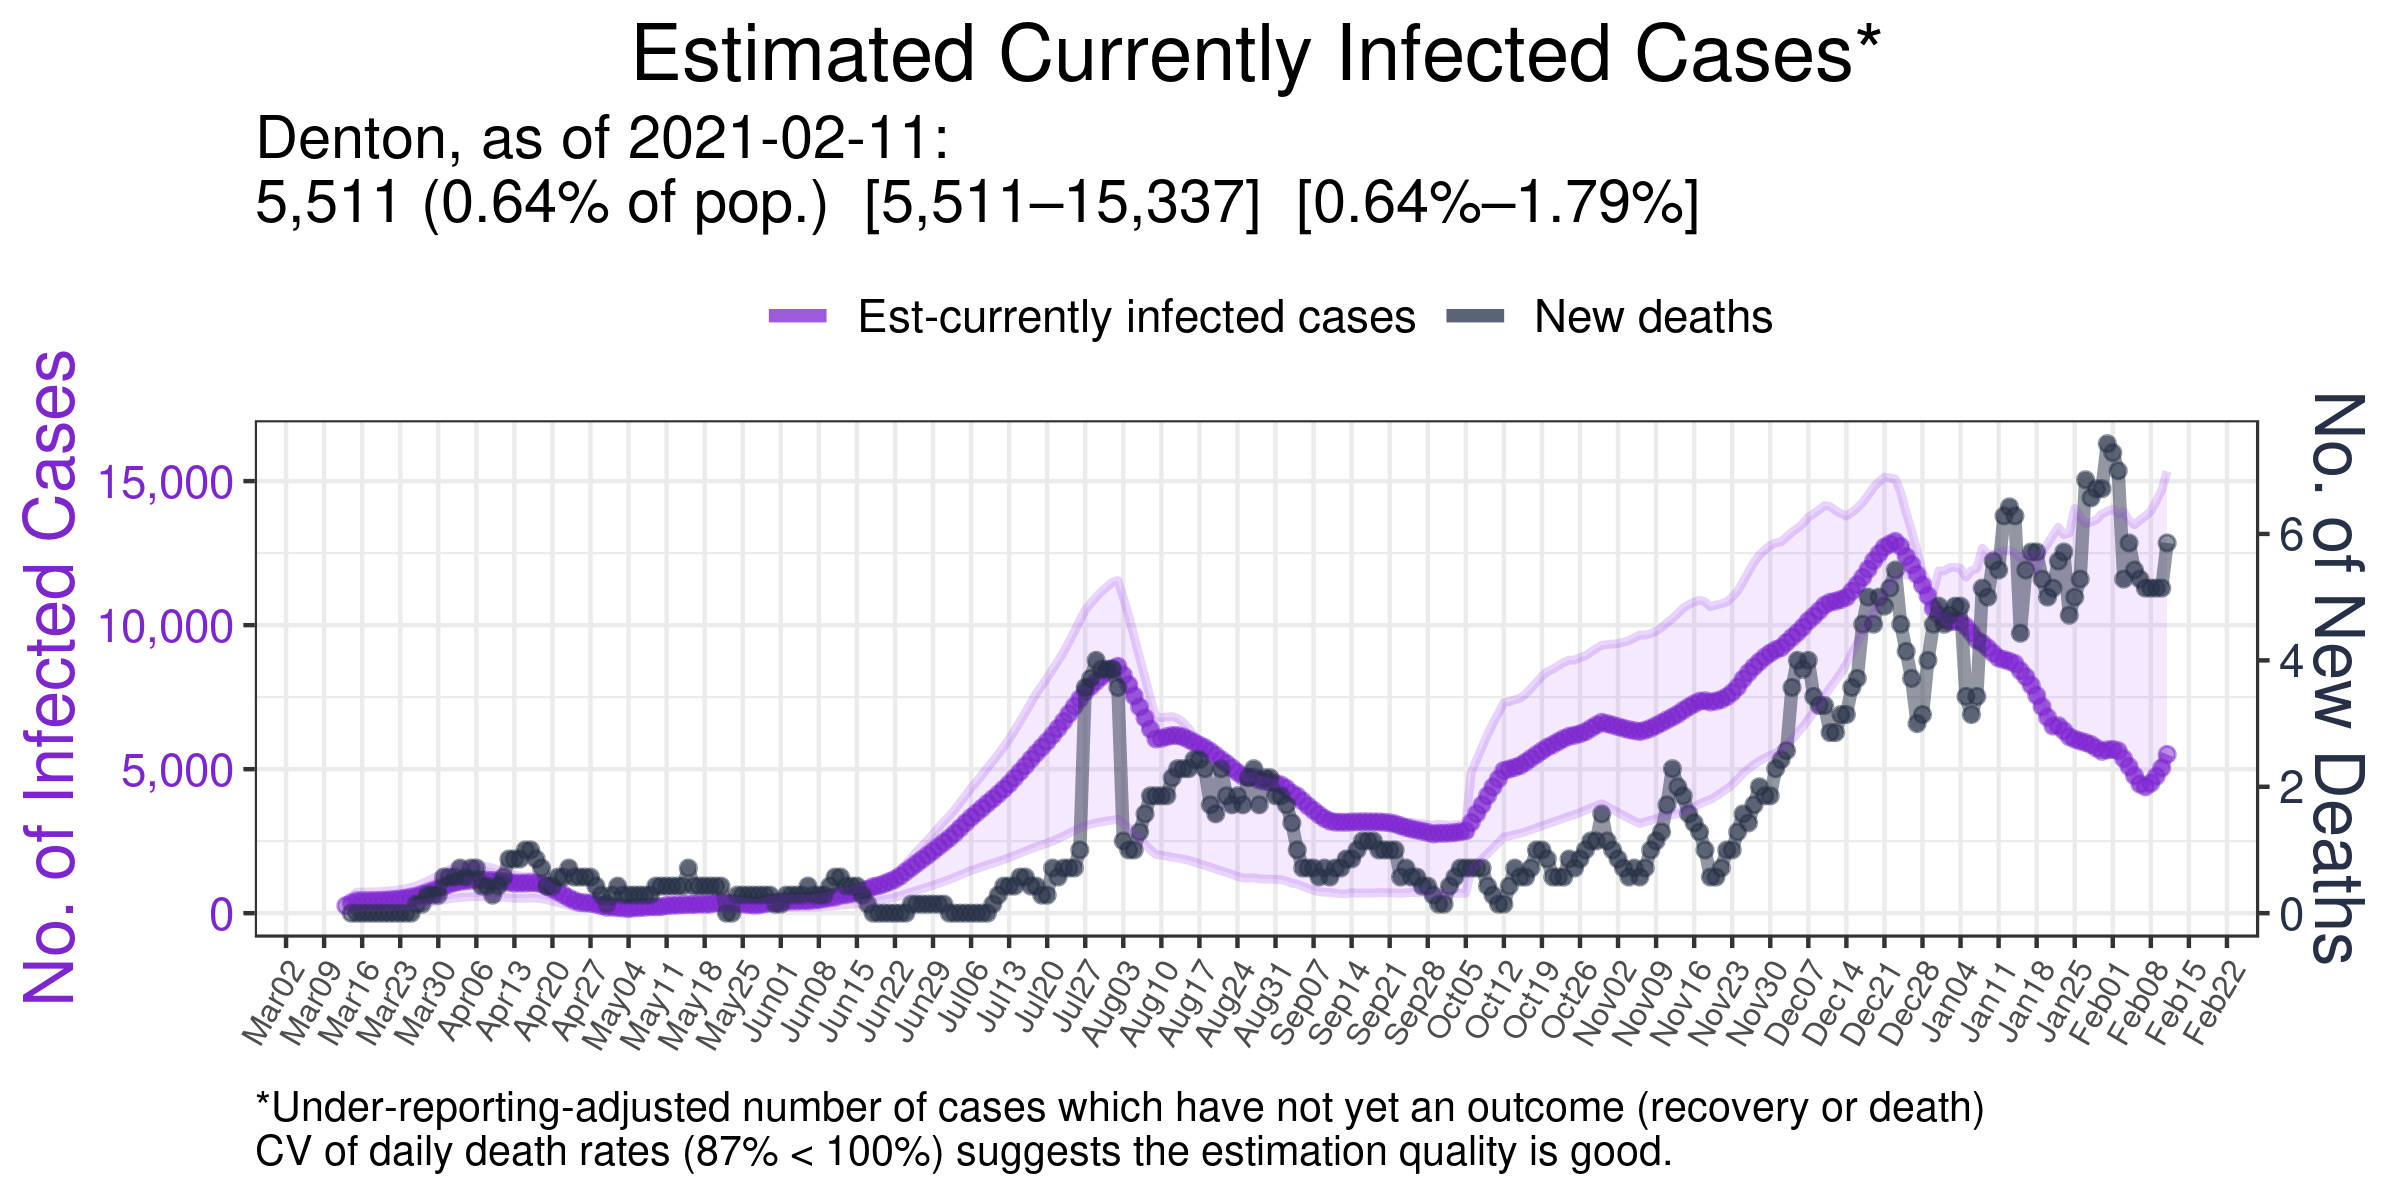 Estimated Currently Infected Cases*
Denton, as of 2021-02-11:
5,511 (0.64% of pop.) [5,511–15,337] [0.64%–1.79%]
Est-currently infected cases New deaths
No. of Infected Cases
15,000
10,000
5,000
0
6
4
2
0
No. of New Deaths
Mar02 Mar09 Mar16 Mar23 Mar30 Apr06 Apr13 Apr20 Apr27 May04 May11 May18 May25 Jun01 Jun08 Jun15 Jun22 Jun29 Jul06 Jul13 Jul20 Jul27 Aug03 Aug10 Aug17 Aug24 Aug31 Sep07 Sep14 Sep21 Sep28 Oct05 Oct12 Oct19 Oct26 Nov02 Nov09 Nov16 Nov23 Nov30 Dec07 Dec14 Dec21 Dec28 Jan04 Jan11 Jan18 Jan25 Feb01 Feb08 Feb15 Feb22
*Under-reporting-adjusted number of cases which have not yet an outcome (recovery or death)
CV of daily death rates (87% < 100%) suggests the estimation quality is good.